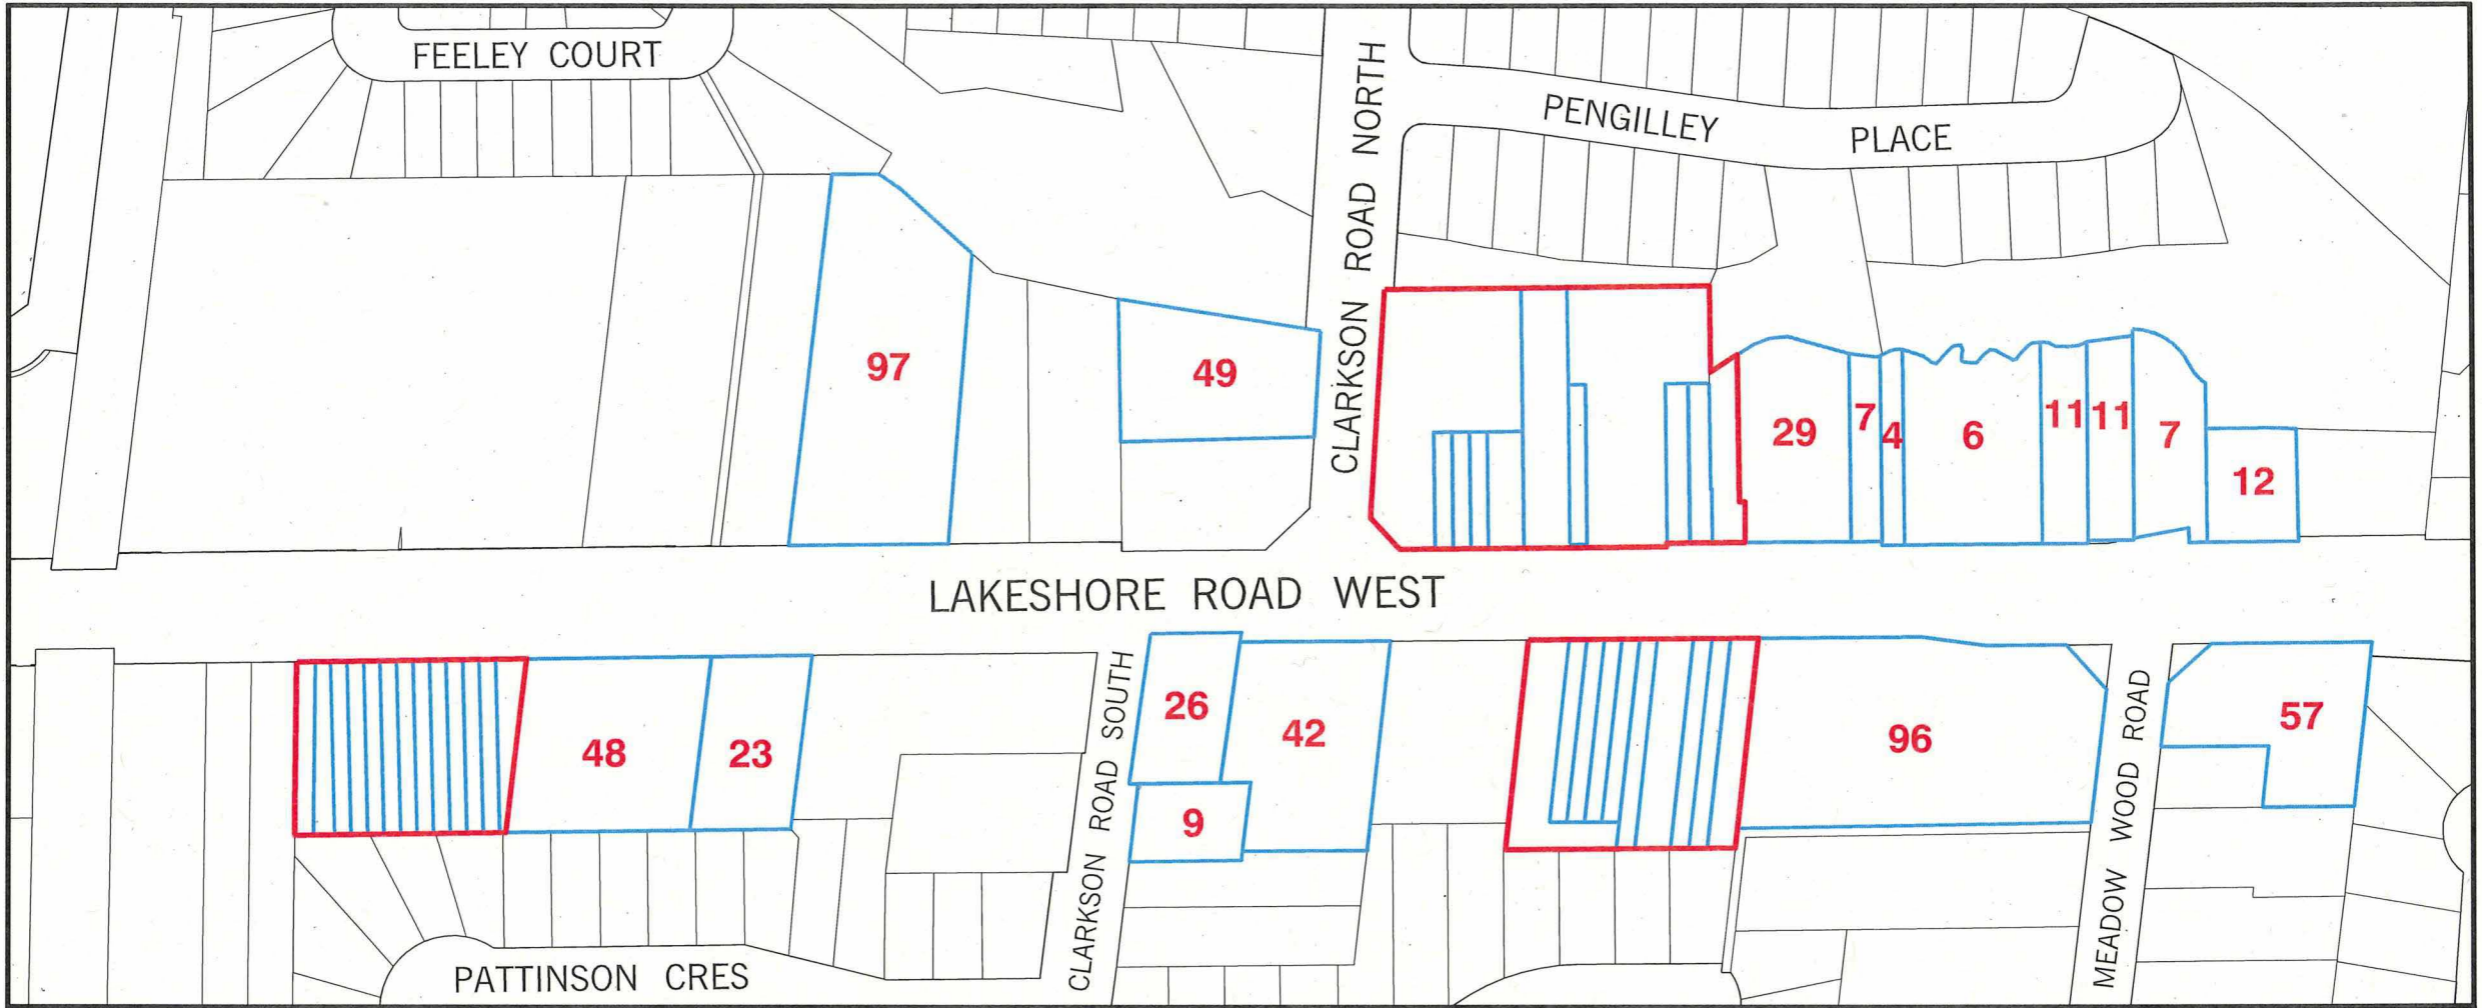 FEELEY COURT
CLARKSON ROAD NORTH
PENGILLEY PLACE
97
49
29
7
4
6
11
11
7
12
LAKESHORE ROAD WEST
48
23
CLARKSON ROAD SOUTH
26
42
9
96
MEADOW WOOD ROAD
57
PATTINSON CRES